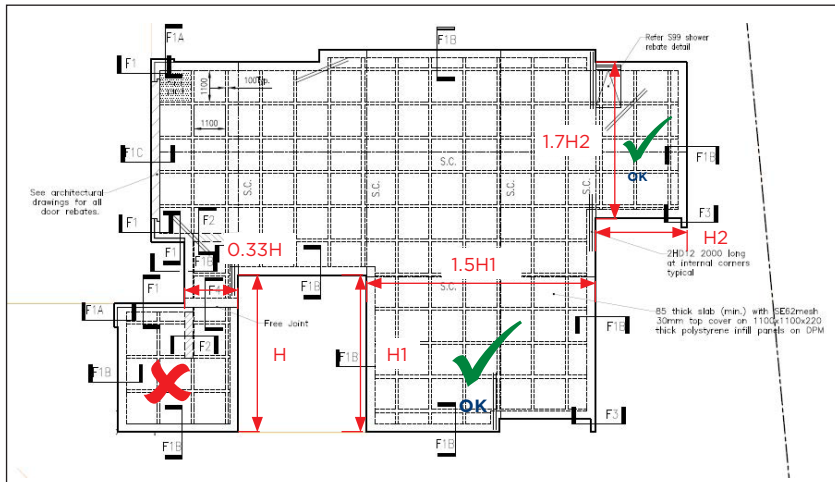 F1A
F1B
Refer S99 shower
rebate detail
F1
1100
100Typ.
1100
1.7H2
F1C
S.C.
OK
F1B
S.C.
S.C.
S.C.
S.C.
See architectural
drawings for all
door rebates.
F2
F3
F1
0.33H
H2
2HD12 2000 long
at internal corners
typical
F1
F1B
1.5H1
F1
F1
F1B
S.C.
85 thick slab (min.) with SE62mesh
30mm top cover on 1100x1100x220
thick polystyrene infill panels on DPM
F1A
Free Joint
F1B
F2
H
H1
F1B
F1B
OK
F3
F1B
F1B